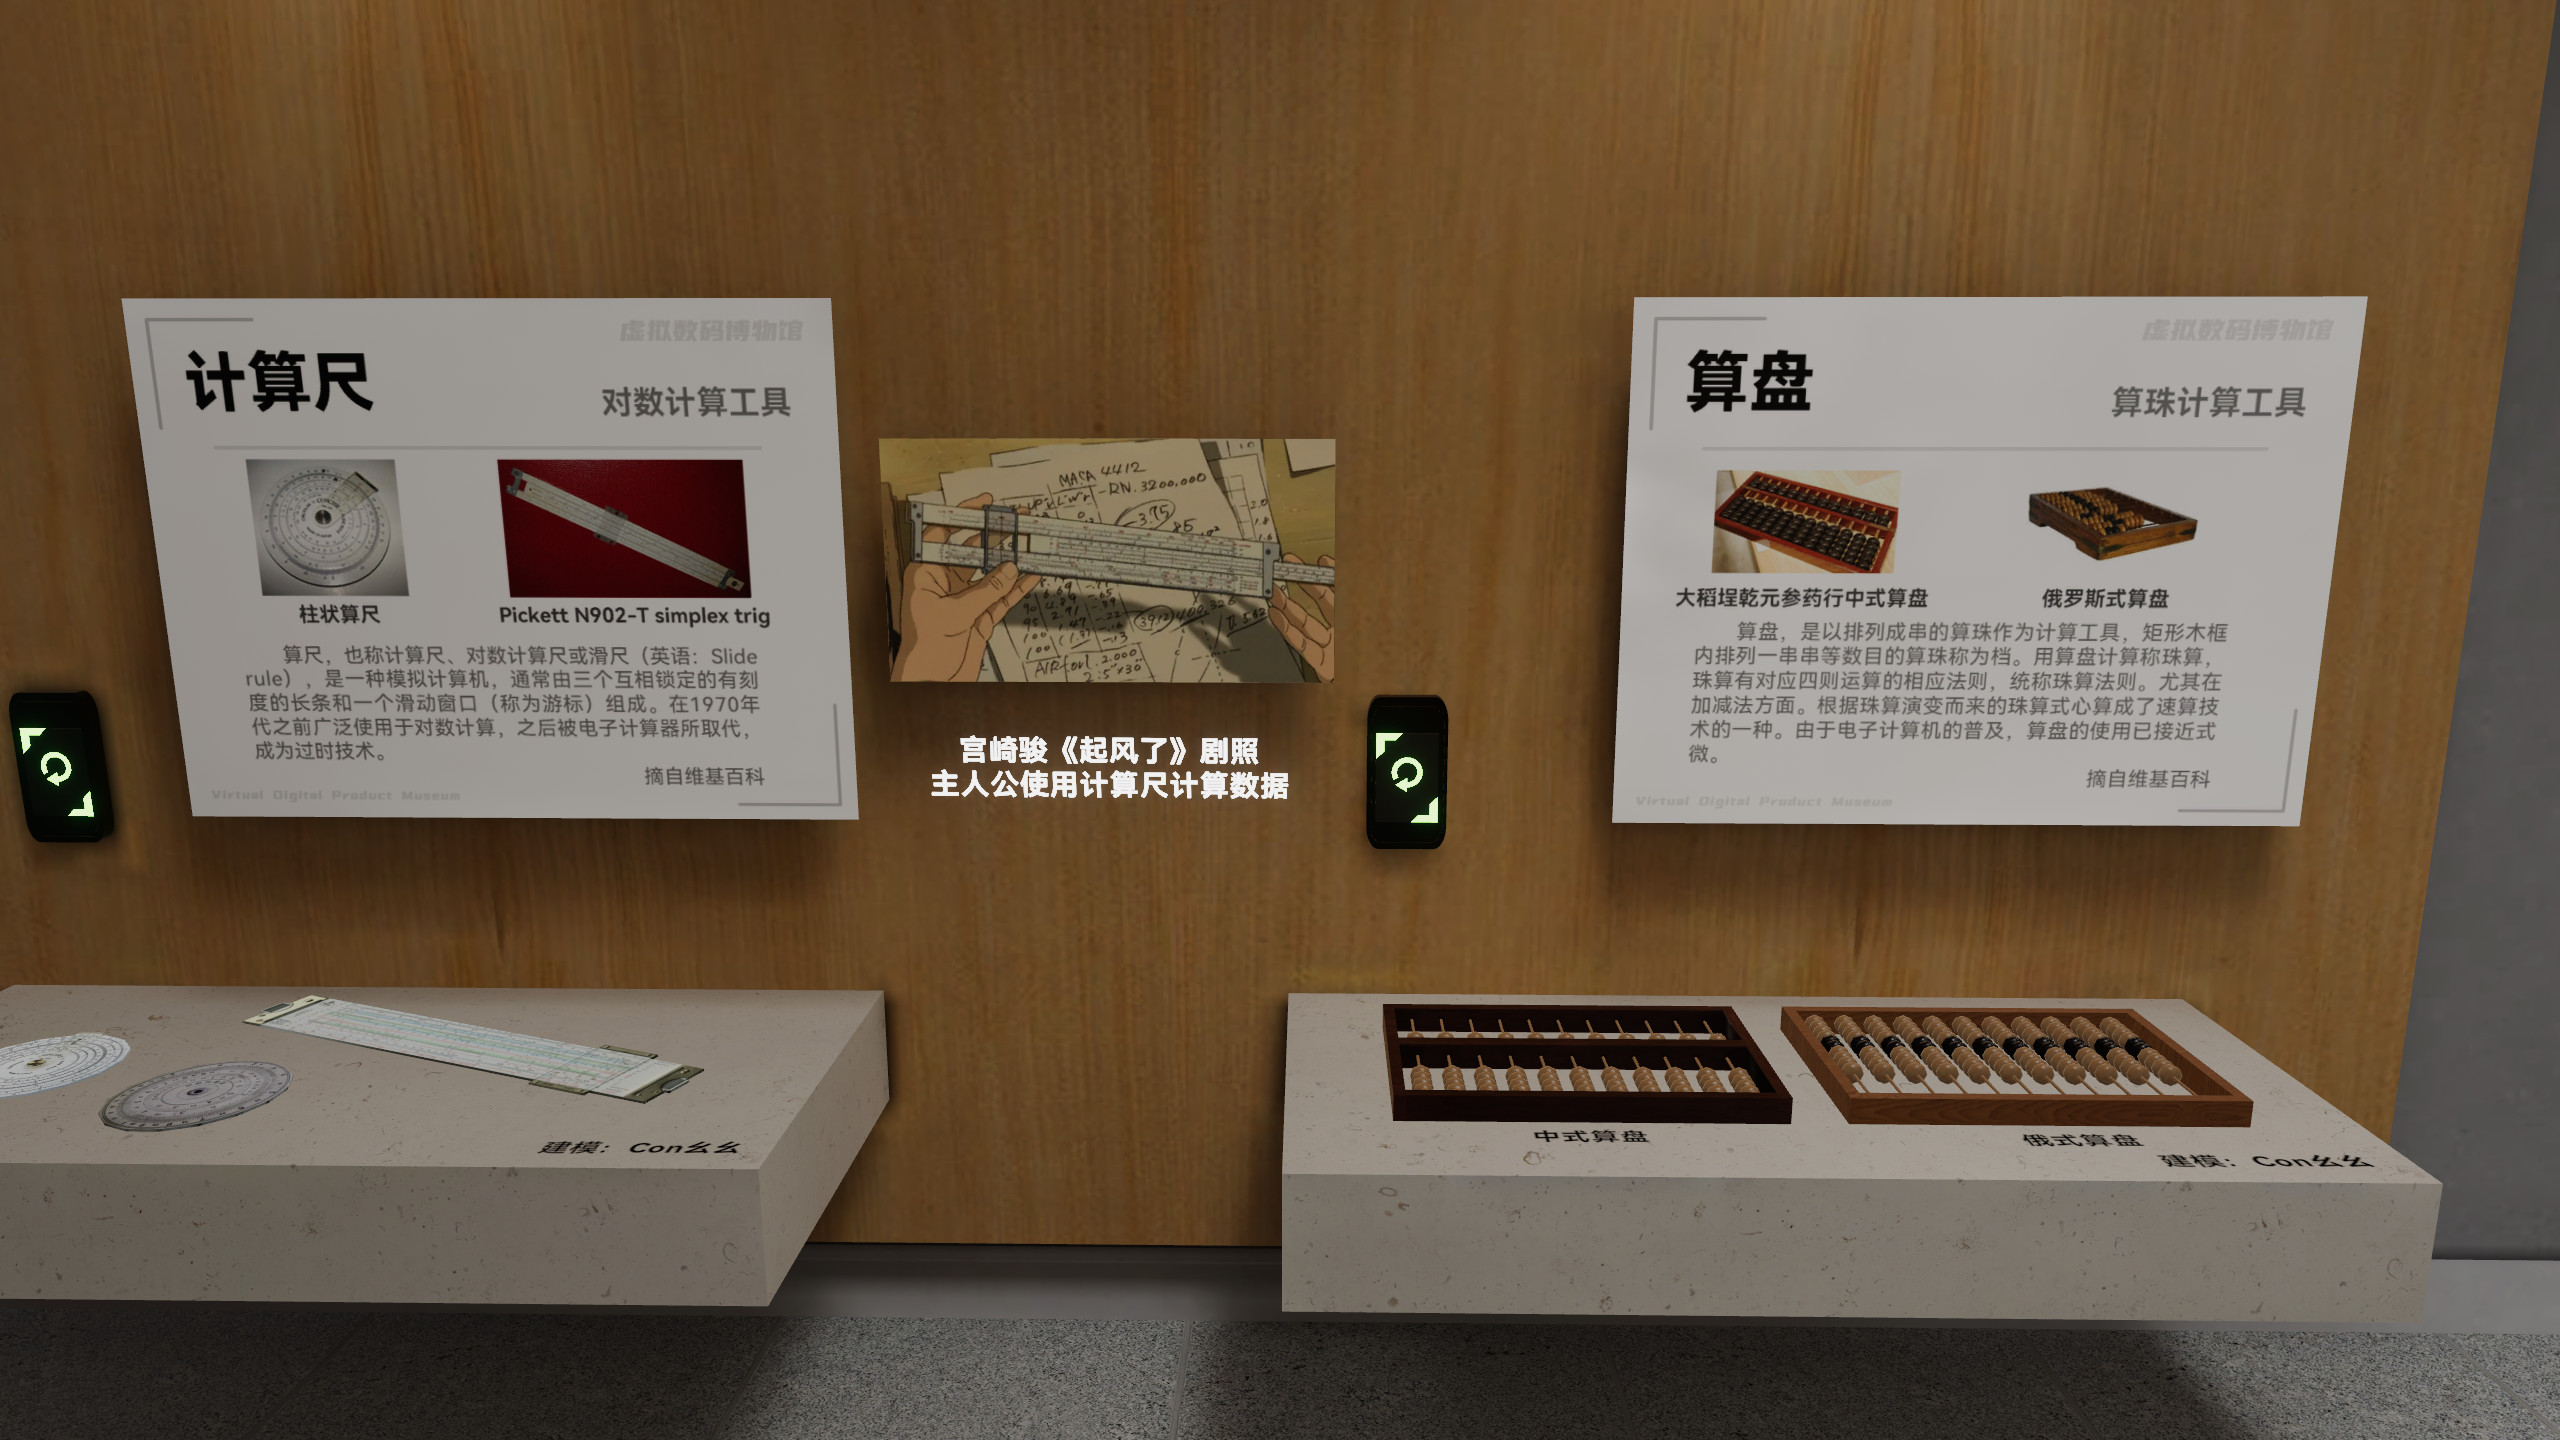 虚拟数码博物馆
计算尺
对数计算工具
柱状算尺
Pickett N902-T simplex trig
算尺，也称计算尺、对数计算尺或滑尺（英语：Slide
rule），是一种模拟计算机，通常由三个互相锁定的有刻
度的长条和一个滑动窗口（称为游标）组成。在1970年
代之前广泛使用于对数计算，之后被电子计算器所取代，
成为过时技术。
摘自维基百科
Virtual Digital Product Museum
MACA 4412
-RN. 3200,000
-3.75
AIRfoil 2.000
宫崎骏《起风了》剧照
主人公使用计算尺计算数据
虚拟数码博物馆
算盘
算珠计算工具
大稻埕乾元参药行中式算盘
俄罗斯式算盘
算盘，是以排列成串的算珠作为计算工具，矩形木框
内排列一串串等数目的算珠称为档。用算盘计算称珠算，
珠算有对应四则运算的相应法则，统称珠算法则。尤其在
加减法方面。根据珠算演变而来的珠算式心算成了速算技
术的一种。由于电子计算机的普及，算盘的使用已接近式
微。
摘自维基百科
Virtual Digital Product Museum
建模：Con幺幺
中式算盘
俄式算盘
建模：Con幺幺